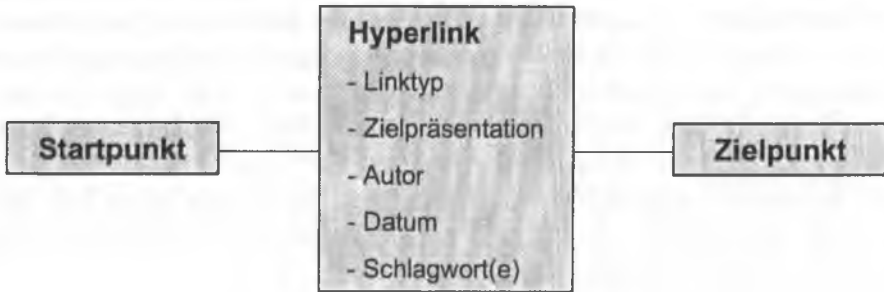 Startpunkt
Hyperlink
- Linktyp
- Zielpräsentation
- Autor
- Datum
- Schlagwort(e)
Zielpunkt